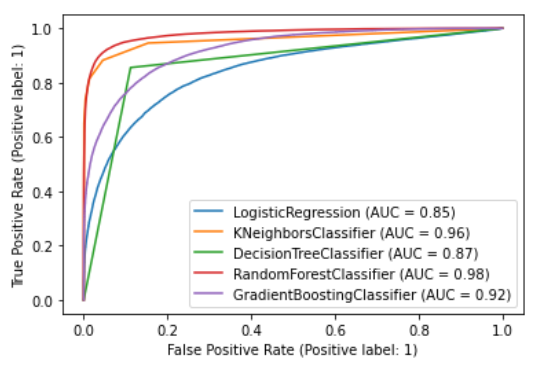 1.0
0.8
0.6
0.4
0.2
0.0
True Positive Rate (Positive label: 1)
LogisticRegression (AUC = 0.85)
KNeighborsClassifier (AUC = 0.96)
DecisionTreeClassifier (AUC = 0.87)
RandomForestClassifier (AUC = 0.98)
GradientBoostingClassifier (AUC = 0.92)
0.0 0.2 0.4 0.6 0.8 1.0
False Positive Rate (Positive label: 1)